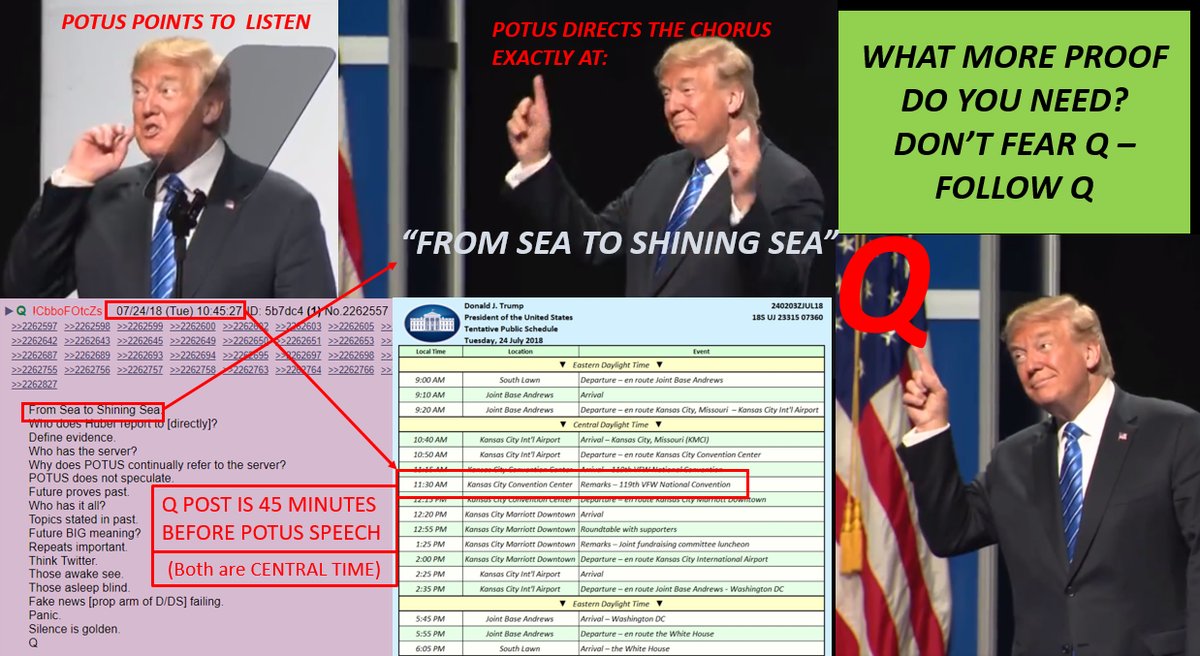 POTUS POINTS TO LISTEN
POTUS DIRECTS THE CHORUS
EXACTLY AT:
"FROM SEA TO SHINING SEA"
WHAT MORE PROOF
DO YOU NEED?
DON'T FEAR Q –
FOLLOW Q
Q
Q !CbboFOtcZs 07/24/18 (Tue) 10:45:27 ID: 5b7dc4 (1) No.2262557
>>2262597 >>2262598 >>2262599 >>2262600 >>2262603 >>2262605
>>2262642 >>2262643 >>2262645 >>2262649 >>2262650 >>2262651 >>2262653
>>2262687 >>2262689 >>2262693 >>2262694 >>2262695 >>2262697 >>2262698
>>2262755 >>2262756 >>2262757 >>2262758 >>2262763 >>2262764 >>2262766
>>2262827
From Sea to Shining Sea.
Who does Huber report to [directly]?
Define evidence.
Who has the server?
Why does POTUS continually refer to the server?
POTUS does not speculate.
Future proves past.
Who has it all?
Topics stated in past.
Future BIG meaning?
Repeats important.
Think Twitter.
Those awake see.
Those asleep blind.
Fake news [prop arm of D/DS] failing.
Panic.
Silence is golden.
Q
Q POST IS 45 MINUTES
BEFORE POTUS SPEECH
(Both are CENTRAL TIME)
Donald J. Trump 240203ZJUL18
President of the United States 18S UJ 23315 07360
Tentative Public Schedule
Tuesday, 24 July 2018
Local Time Location Event
▼ Eastern Daylight Time ▼
9:00 AM South Lawn Departure – en route Joint Base Andrews
9:10 AM Joint Base Andrews Arrival
9:20 AM Joint Base Andrews Departure – en route Kansas City, Missouri – Kansas City Int'l Airport
▼ Central Daylight Time ▼
10:40 AM Kansas City Int'l Airport Arrival – Kansas City, Missouri (KMCI)
10:50 AM Kansas City Int'l Airport Departure – en route Kansas City Convention Center
11:15 AM Kansas City Convention Center Arrival – 119th VFW National Convention
11:30 AM Kansas City Convention Center Remarks – 119th VFW National Convention
12:15 PM Kansas City Convention Center Departure – en route Kansas City Marriott Downtown
12:20 PM Kansas City Marriott Downtown Arrival
12:55 PM Kansas City Marriott Downtown Roundtable with supporters
1:25 PM Kansas City Marriott Downtown Remarks – Joint fundraising committee luncheon
2:00 PM Kansas City Marriott Downtown Departure – en route Kansas City International Airport
2:25 PM Kansas City Int'l Airport Arrival
2:35 PM Kansas City Int'l Airport Departure – en route Joint Base Andrews - Washington DC
▼ Eastern Daylight Time ▼
5:45 PM Joint Base Andrews Arrival – Washington DC
5:55 PM Joint Base Andrews Departure – en route the White House
6:05 PM South Lawn Arrival – the White House